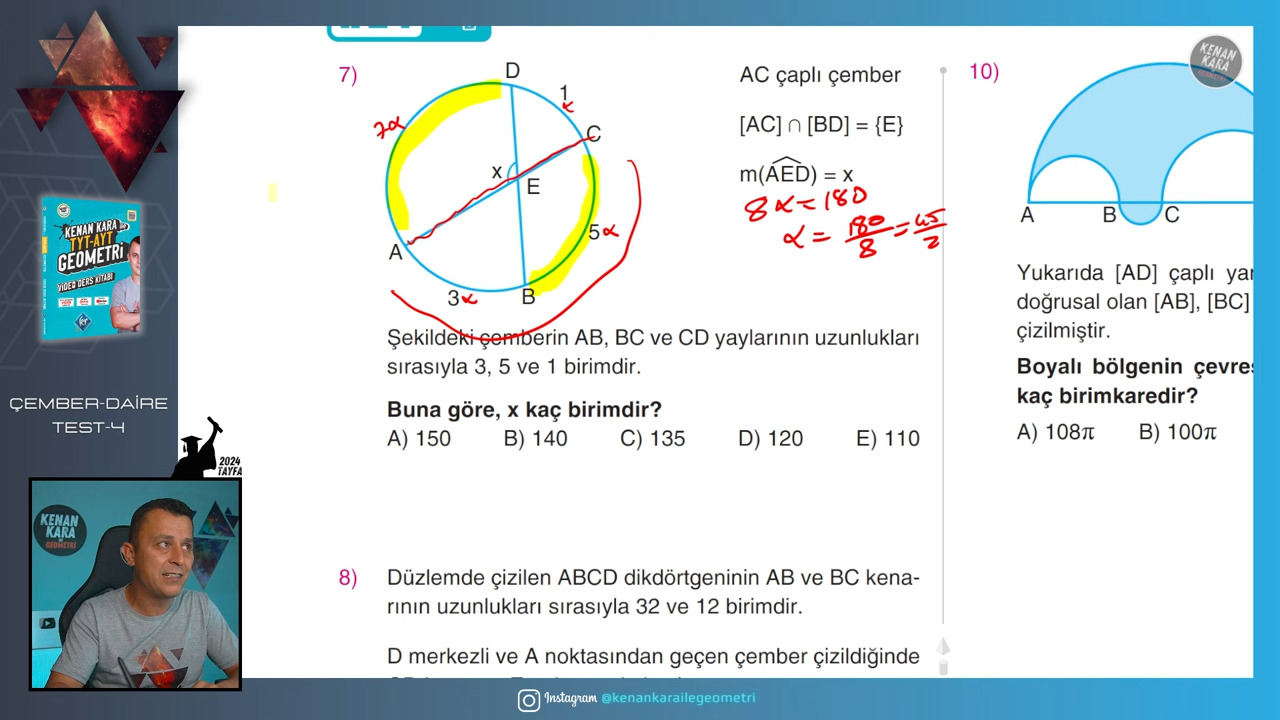 7)
D
1
α
C
7α
x
E
5α
A
3α
B
AC çaplı çember
[AC] ∩ [BD] = {E}
m(AED) = x
8α = 180
α = 180/8 = 45/2
Şekildeki çemberin AB, BC ve CD yaylarının uzunlukları
sırasıyla 3, 5 ve 1 birimdir.
Buna göre, x kaç birimdir?
A) 150 B) 140 C) 135 D) 120 E) 110
8) Düzlemde çizilen ABCD dikdörtgeninin AB ve BC kena-
rının uzunlukları sırasıyla 32 ve 12 birimdir.
D merkezli ve A noktasından geçen çember çizildiğinde
10)
KENAN
KARA
GEOMETRİ
A B C
Yukarıda [AD] çaplı yar
doğrusal olan [AB], [BC]
çizilmiştir.
Boyalı bölgenin çevres
kaç birimkaredir?
A) 108π B) 100π
KENAN KARA
TYT-AYT
GEOMETRİ
VİDEO DERS KİTABI
ÇEMBER-DAİRE
TEST-4
2024
TAYFA
KENAN
KARA
GEOMETRİ
Instagram @kenankarailegeometri